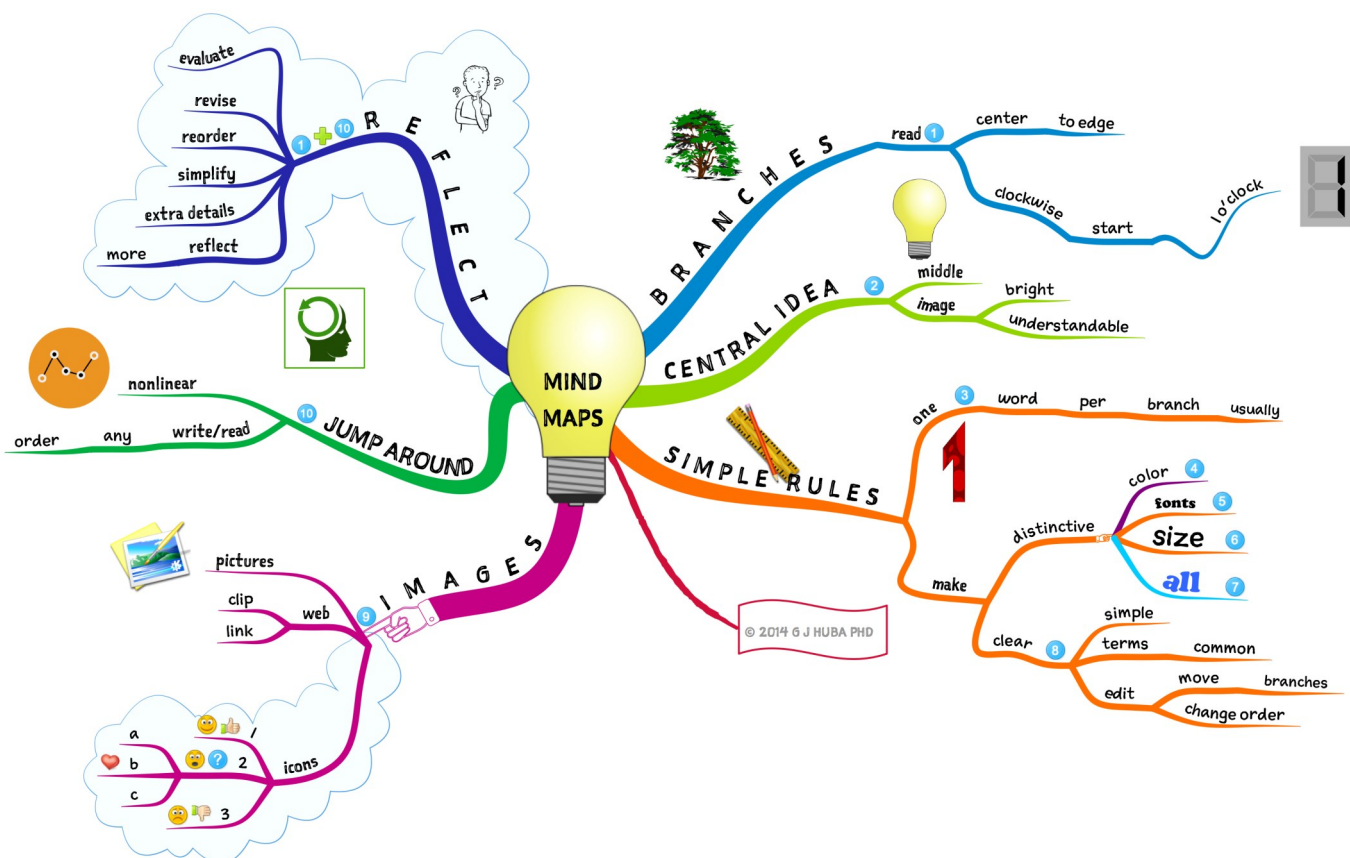 MIND
MAPS
BRANCHES
read 1
center
to edge
clockwise
start
1 o'clock
1
CENTRAL IDEA
2
middle
image
bright
understandable
SIMPLE RULES
one
3
word
per
branch
usually
1
make
distinctive
color
4
fonts
5
size
6
all
7
clear
8
simple
terms
common
edit
move
branches
change order
© 2014 G J HUBA PHD
IMAGES
9
pictures
web
clip
link
icons
1
2
?
a
b
c
3
JUMP AROUND
10
nonlinear
write/read
any
order
REFLECT
1
10
? ?
evaluate
revise
reorder
simplify
extra details
reflect
more